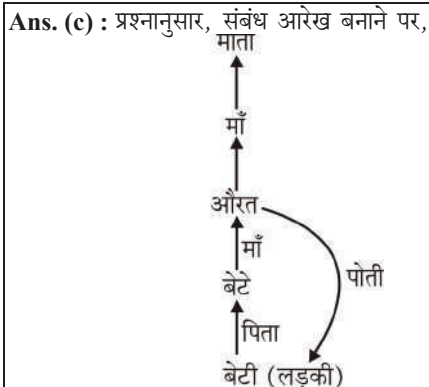 Ans. (c) : प्रश्नानुसार, संबंध आरेख बनाने पर,
माता
माँ
औरत
माँ
पोती
बेटे
पिता
बेटी (लड़की)